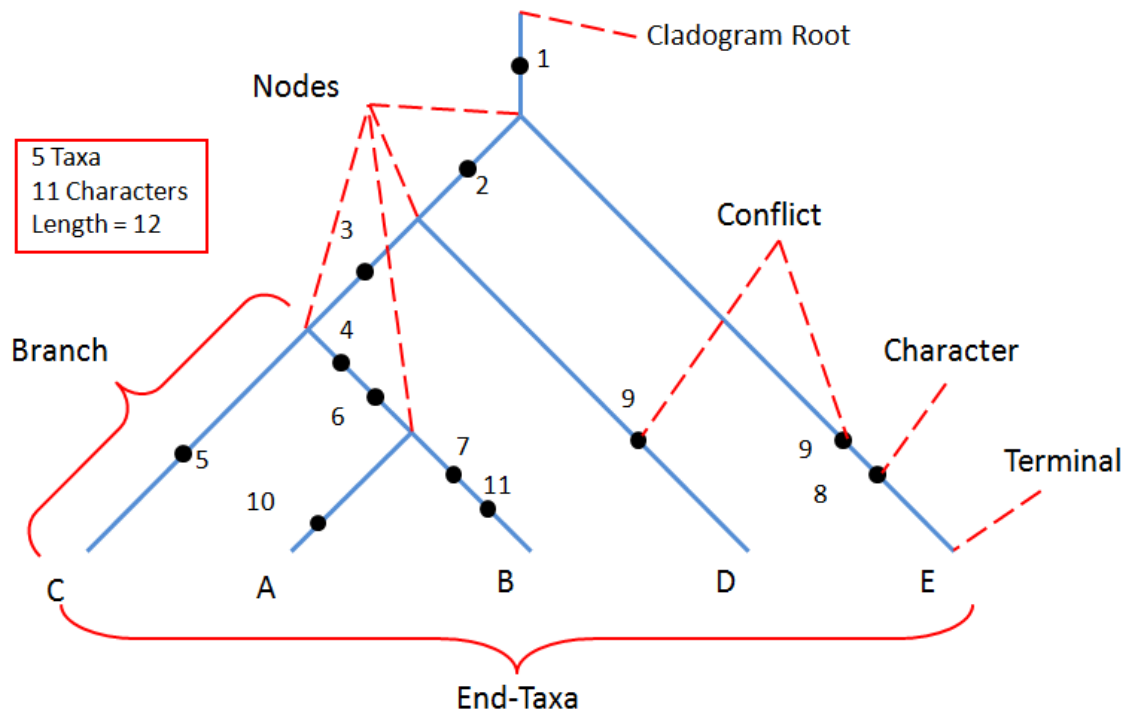 Cladogram Root
1
Nodes
5 Taxa
11 Characters
Length = 12
2
Conflict
3
4
Branch
Character
6
9
7
9
5
Terminal
10
11
8
C
A
B
D
E
End-Taxa